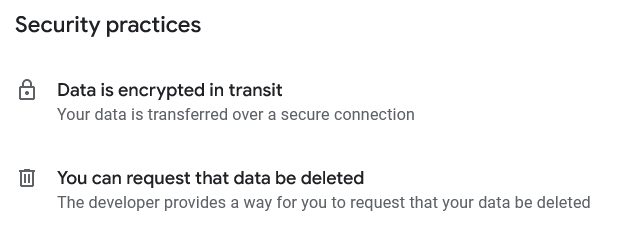 Security practices
Data is encrypted in transit
Your data is transferred over a secure connection
You can request that data be deleted
The developer provides a way for you to request that your data be deleted